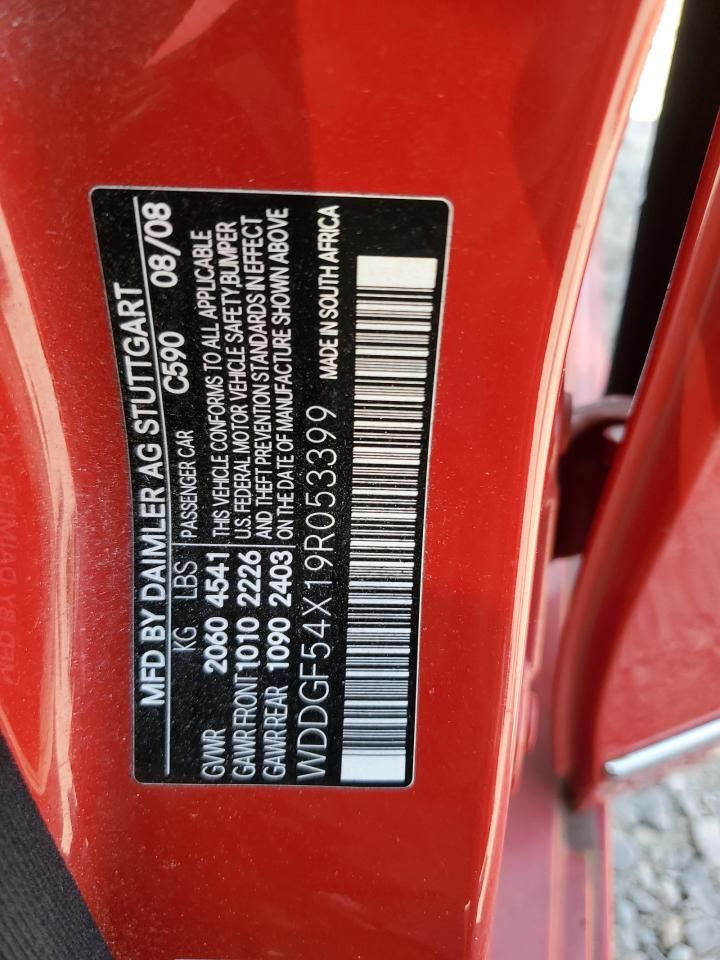 MFD BY DAIMLER AG STUTTGART
KG LBS C590 08/08
GVWR 2060 4541 PASSENGER CAR
GAWR FRONT 1010 2226 THIS VEHICLE CONFORMS TO ALL APPLICABLE
GAWR REAR 1090 2403 U.S. FEDERAL MOTOR VEHICLE SAFETY,BUMPER
AND THEFT PREVENTION STANDARDS IN EFFECT
ON THE DATE OF MANUFACTURE SHOWN ABOVE
WDDGF54X19R053399 MADE IN SOUTH AFRICA